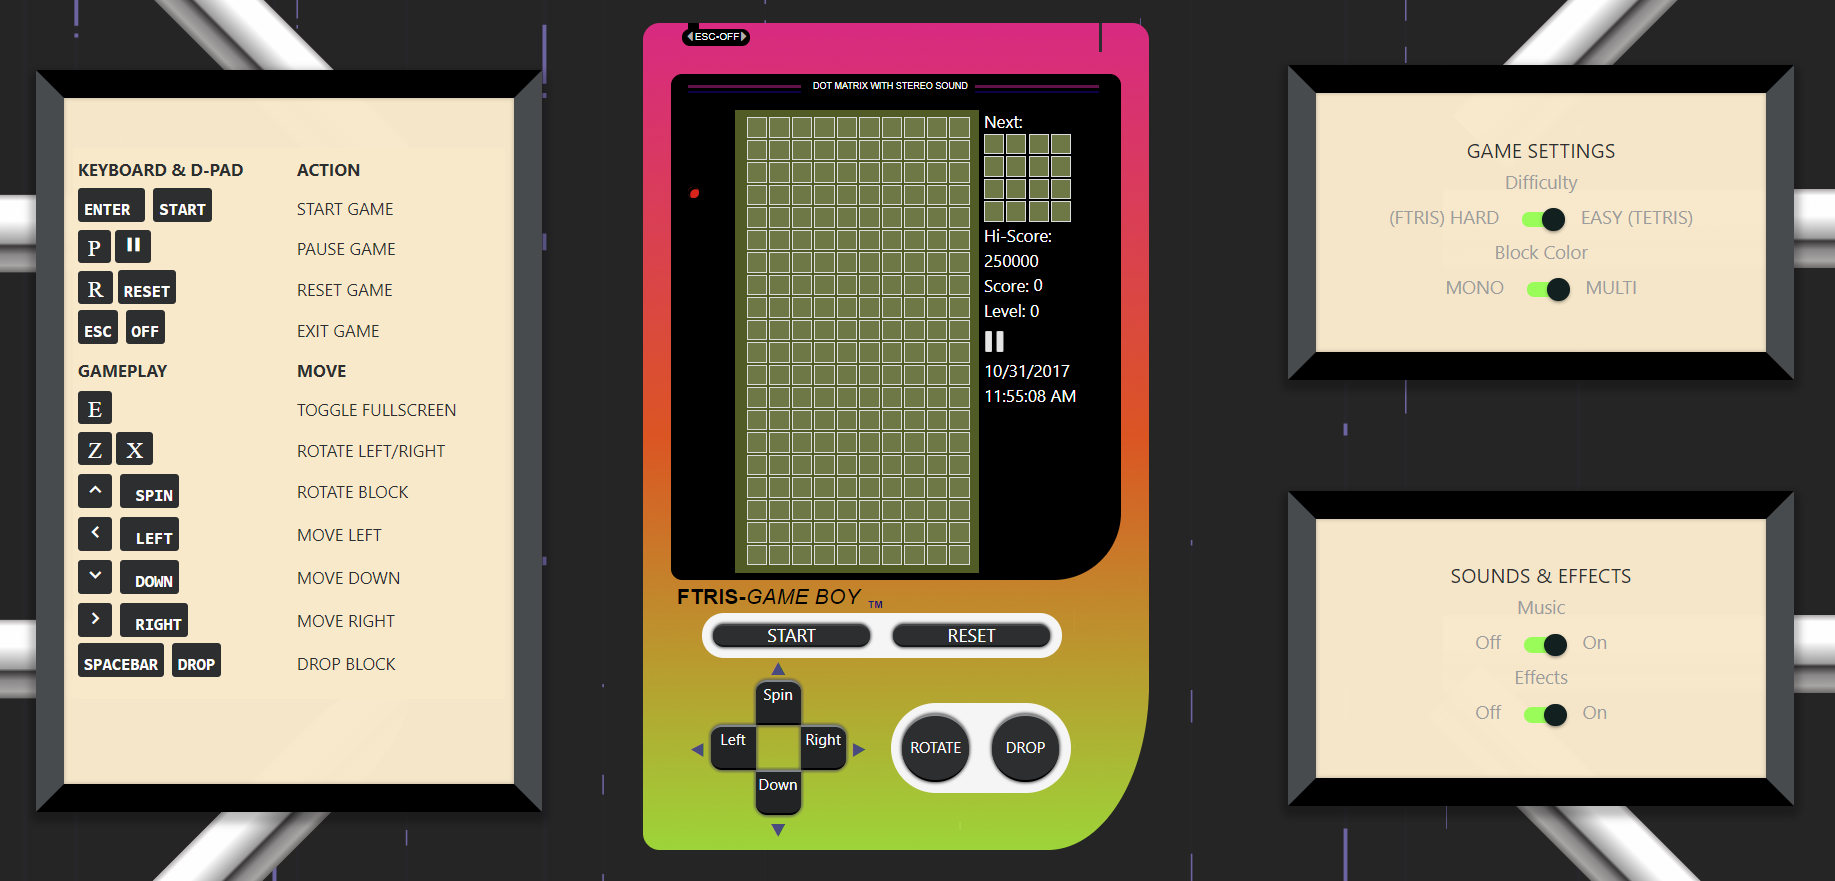 KEYBOARD & D-PAD ACTION
ENTER START START GAME
P PAUSE GAME
R RESET RESET GAME
ESC OFF EXIT GAME
GAMEPLAY MOVE
E TOGGLE FULLSCREEN
Z X ROTATE LEFT/RIGHT
SPIN ROTATE BLOCK
LEFT MOVE LEFT
DOWN MOVE DOWN
RIGHT MOVE RIGHT
SPACEBAR DROP DROP BLOCK
ESC-OFF
DOT MATRIX WITH STEREO SOUND
Next:
Hi-Score:
250000
Score: 0
Level: 0
10/31/2017
11:55:08 AM
FTRIS-GAME BOY TM
START RESET
Spin
Left Right
Down
ROTATE DROP
GAME SETTINGS
Difficulty
(FTRIS) HARD EASY (TETRIS)
Block Color
MONO MULTI
SOUNDS & EFFECTS
Music
Off On
Effects
Off On